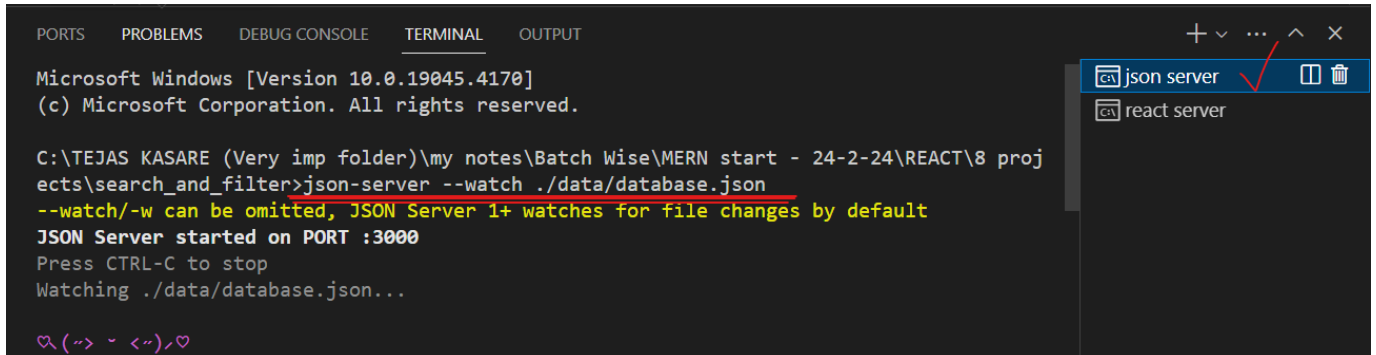 PORTS PROBLEMS DEBUG CONSOLE TERMINAL OUTPUT
Microsoft Windows [Version 10.0.19045.4170]
(c) Microsoft Corporation. All rights reserved.
C:\TEJAS KASARE (Very imp folder)\my notes\Batch Wise\MERN start - 24-2-24\REACT\8 proj
ects\search_and_filter>json-server --watch ./data/database.json
--watch/-w can be omitted, JSON Server 1+ watches for file changes by default
JSON Server started on PORT :3000
Press CTRL-C to stop
Watching ./data/database.json...
♡⸜(˶˃ ᵕ ˂˶)⸝♡
json server
react server